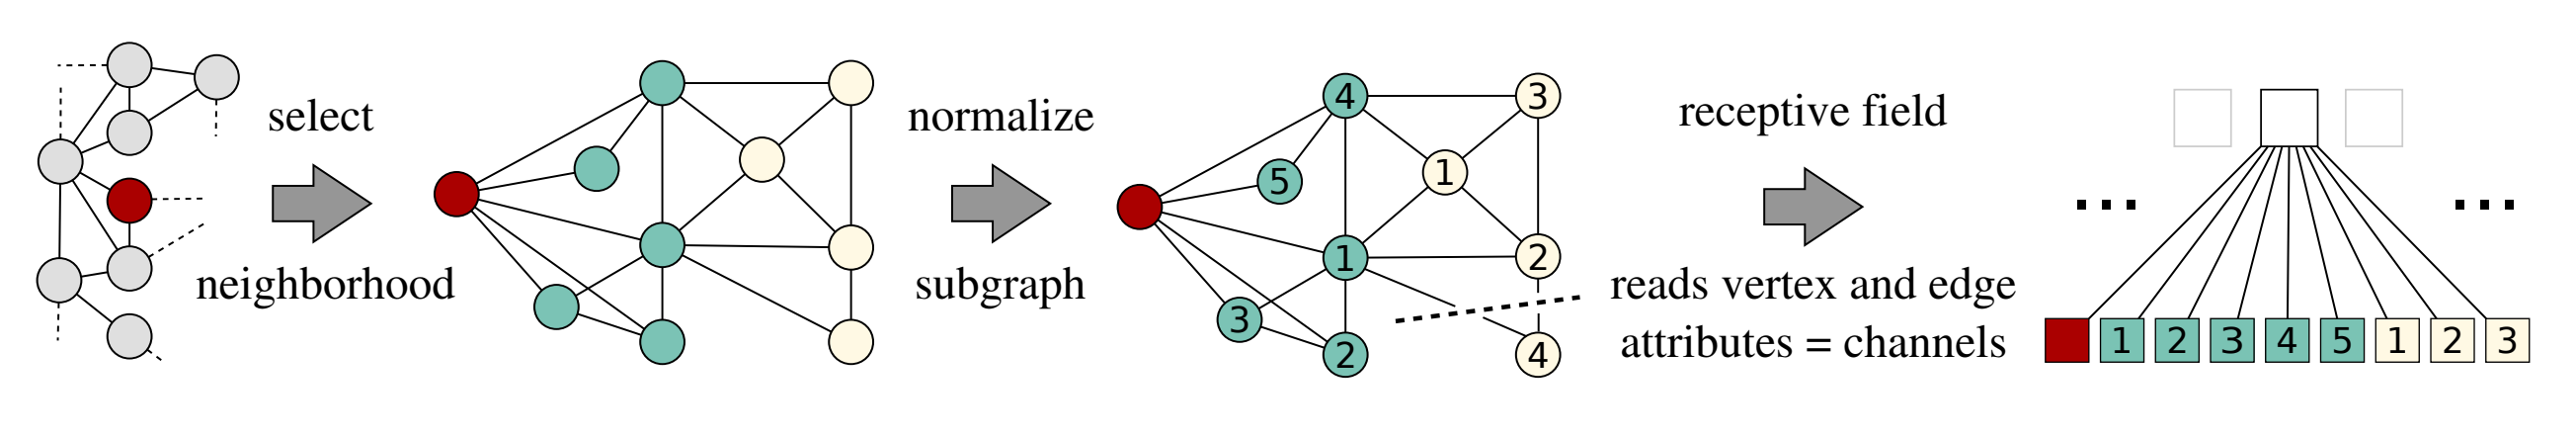 select
neighborhood
normalize
subgraph
4
3
5
1
1
2
3
2
4
receptive field
reads vertex and edge
attributes = channels
1 2 3 4 5 1 2 3